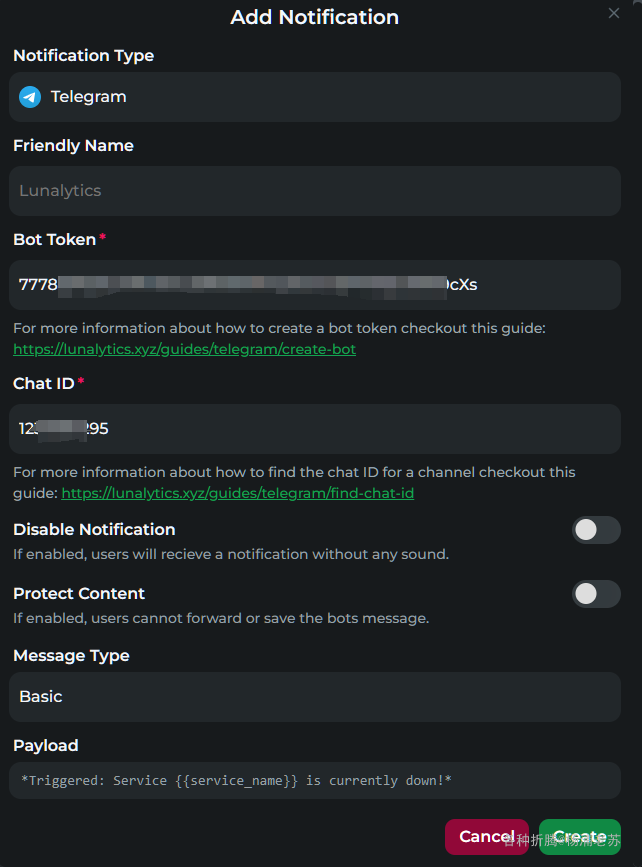 Add Notification
Notification Type
Telegram
Friendly Name
Lunalytics
Bot Token*
7778 cXs
For more information about how to create a bot token checkout this guide:
https://lunalytics.xyz/guides/telegram/create-bot
Chat ID*
12 295
For more information about how to find the chat ID for a channel checkout this
guide: https://lunalytics.xyz/guides/telegram/find-chat-id
Disable Notification
If enabled, users will recieve a notification without any sound.
Protect Content
If enabled, users cannot forward or save the bots message.
Message Type
Basic
Payload
*Triggered: Service {{service_name}} is currently down!*
Cancel
Create
各种折腾@杨浦老苏